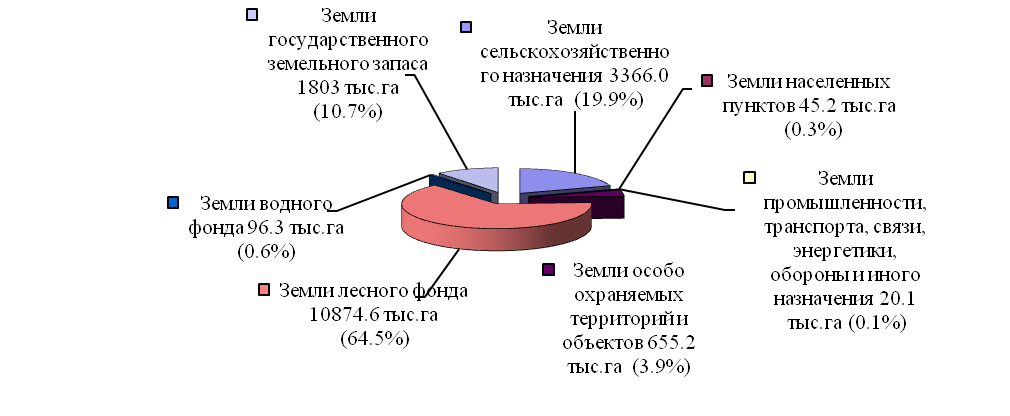 Земли
государственного
земельного запаса
1803 тыс.га
(10.7%)
Земли
сельскохозяйственно
го назначения 3366.0
тыс.га (19.9%)
Земли населенных
пунктов 45.2 тыс.га
(0.3%)
Земли
промышленности,
транспорта, связи,
энергетики,
обороны и иного
назначения 20.1
тыс.га (0.1%)
Земли особо
охраняемых
территорий и
объектов 655.2
тыс.га (3.9%)
Земли лесного фонда
10874.6 тыс.га
(64.5%)
Земли водного
фонда 96.3 тыс.га
(0.6%)